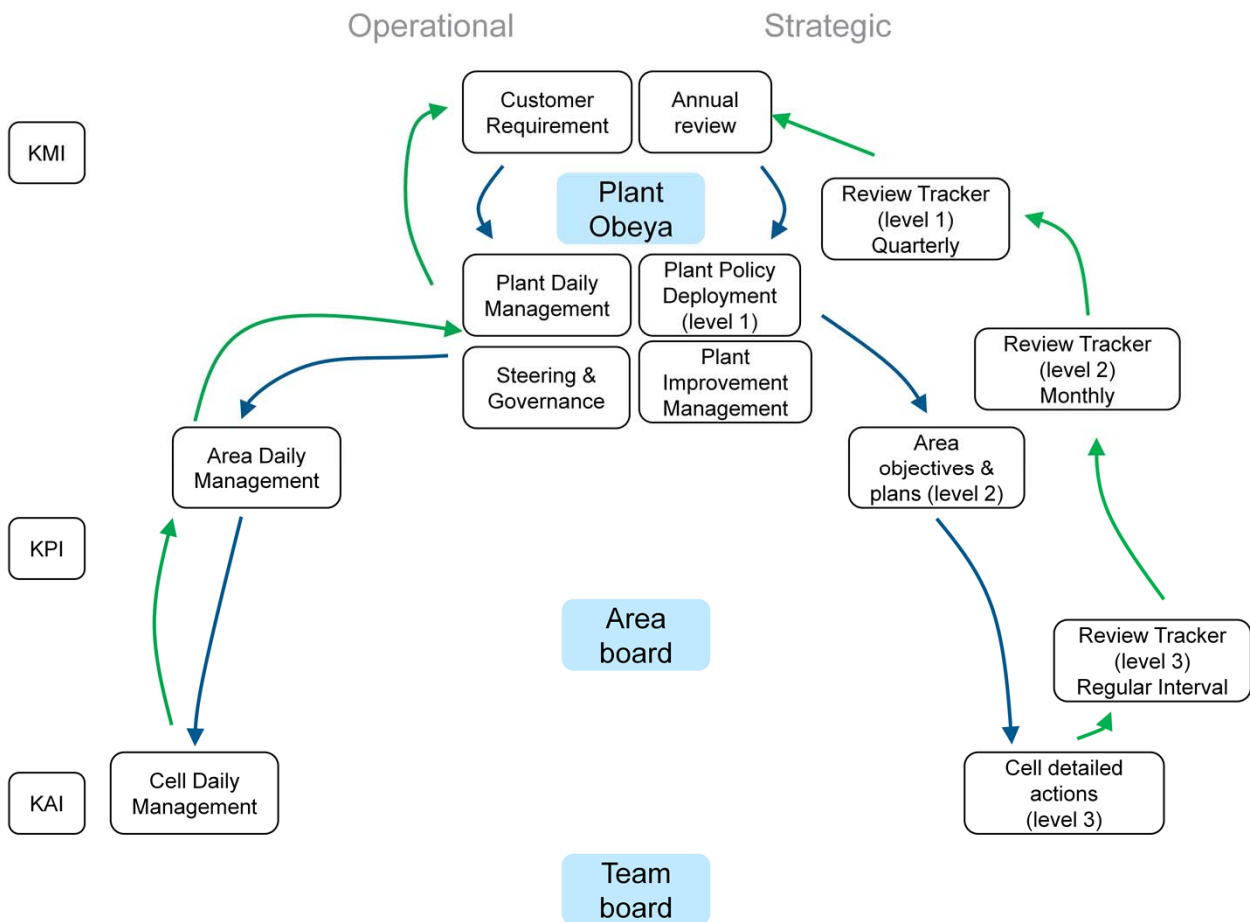 Operational
Strategic
Customer
Requirement
Annual
review
KMI
Plant
Obeya
Review Tracker
(level 1)
Quarterly
Plant Daily
Management
Plant Policy
Deployment
(level 1)
Steering &
Governance
Plant
Improvement
Management
Review Tracker
(level 2)
Monthly
Area Daily
Management
Area
objectives &
plans (level 2)
KPI
Area
board
Review Tracker
(level 3)
Regular Interval
KAI
Cell Daily
Management
Cell detailed
actions
(level 3)
Team
board